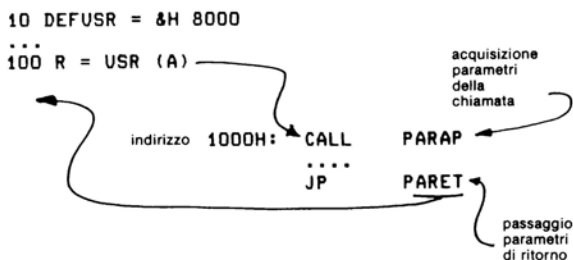 10 DEFUSR = &H 8000
...
100 R = USR (A)
acquisizione
parametri
della
chiamata
indirizzo 1000H: CALL PARAP
....
JP PARET
passaggio
parametri
di ritorno